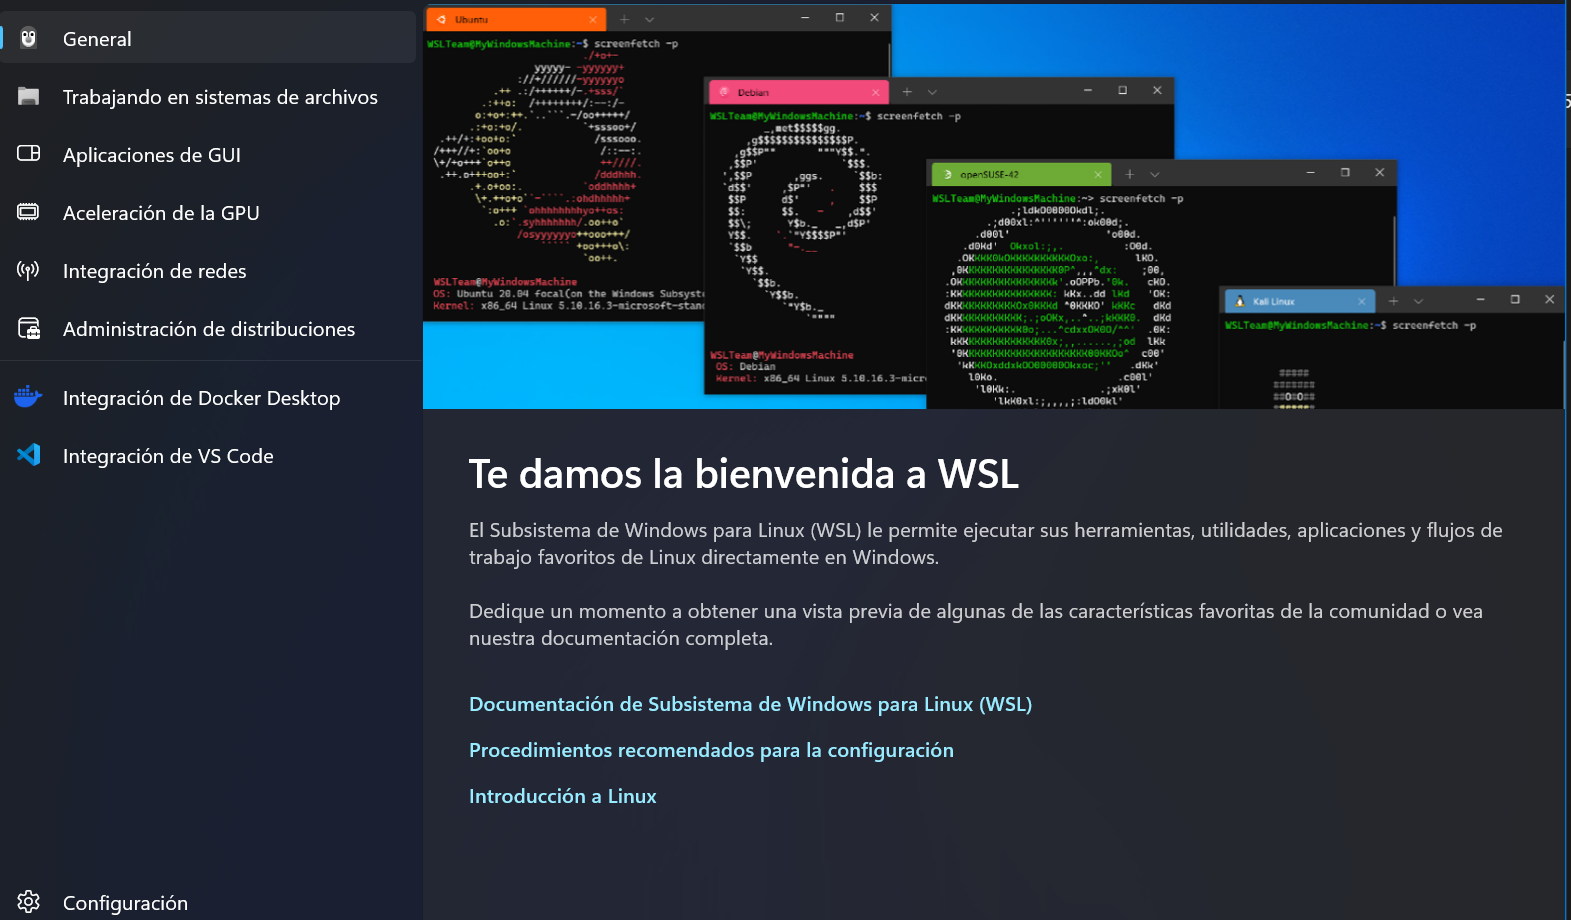 General
Trabajando en sistemas de archivos
Aplicaciones de GUI
Aceleración de la GPU
Integración de redes
Administración de distribuciones
Integración de Docker Desktop
Integración de VS Code
Configuración
Ubuntu
WSLTeam@MyWindowsMachine:~$ screenfetch -p
WSLTeam@MyWindowsMachine
OS: Ubuntu 20.04 focal(on the Windows Subsyst
Kernel: x86_64 Linux 5.10.16.3-microsoft-stan
Debian
WSLTeam@MyWindowsMachine:~$ screenfetch -p
WSLTeam@MyWindowsMachine
OS: Debian
Kernel: x86_64 Linux 5.10.16.3-micr
openSUSE-42
WSLTeam@MyWindowsMachine:~> screenfetch -p
Kali Linux
WSLTeam@MyWindowsMachine:~$ screenfetch -p
Te damos la bienvenida a WSL
El Subsistema de Windows para Linux (WSL) le permite ejecutar sus herramientas, utilidades, aplicaciones y flujos de
trabajo favoritos de Linux directamente en Windows.
Dedique un momento a obtener una vista previa de algunas de las características favoritas de la comunidad o vea
nuestra documentación completa.
Documentación de Subsistema de Windows para Linux (WSL)
Procedimientos recomendados para la configuración
Introducción a Linux